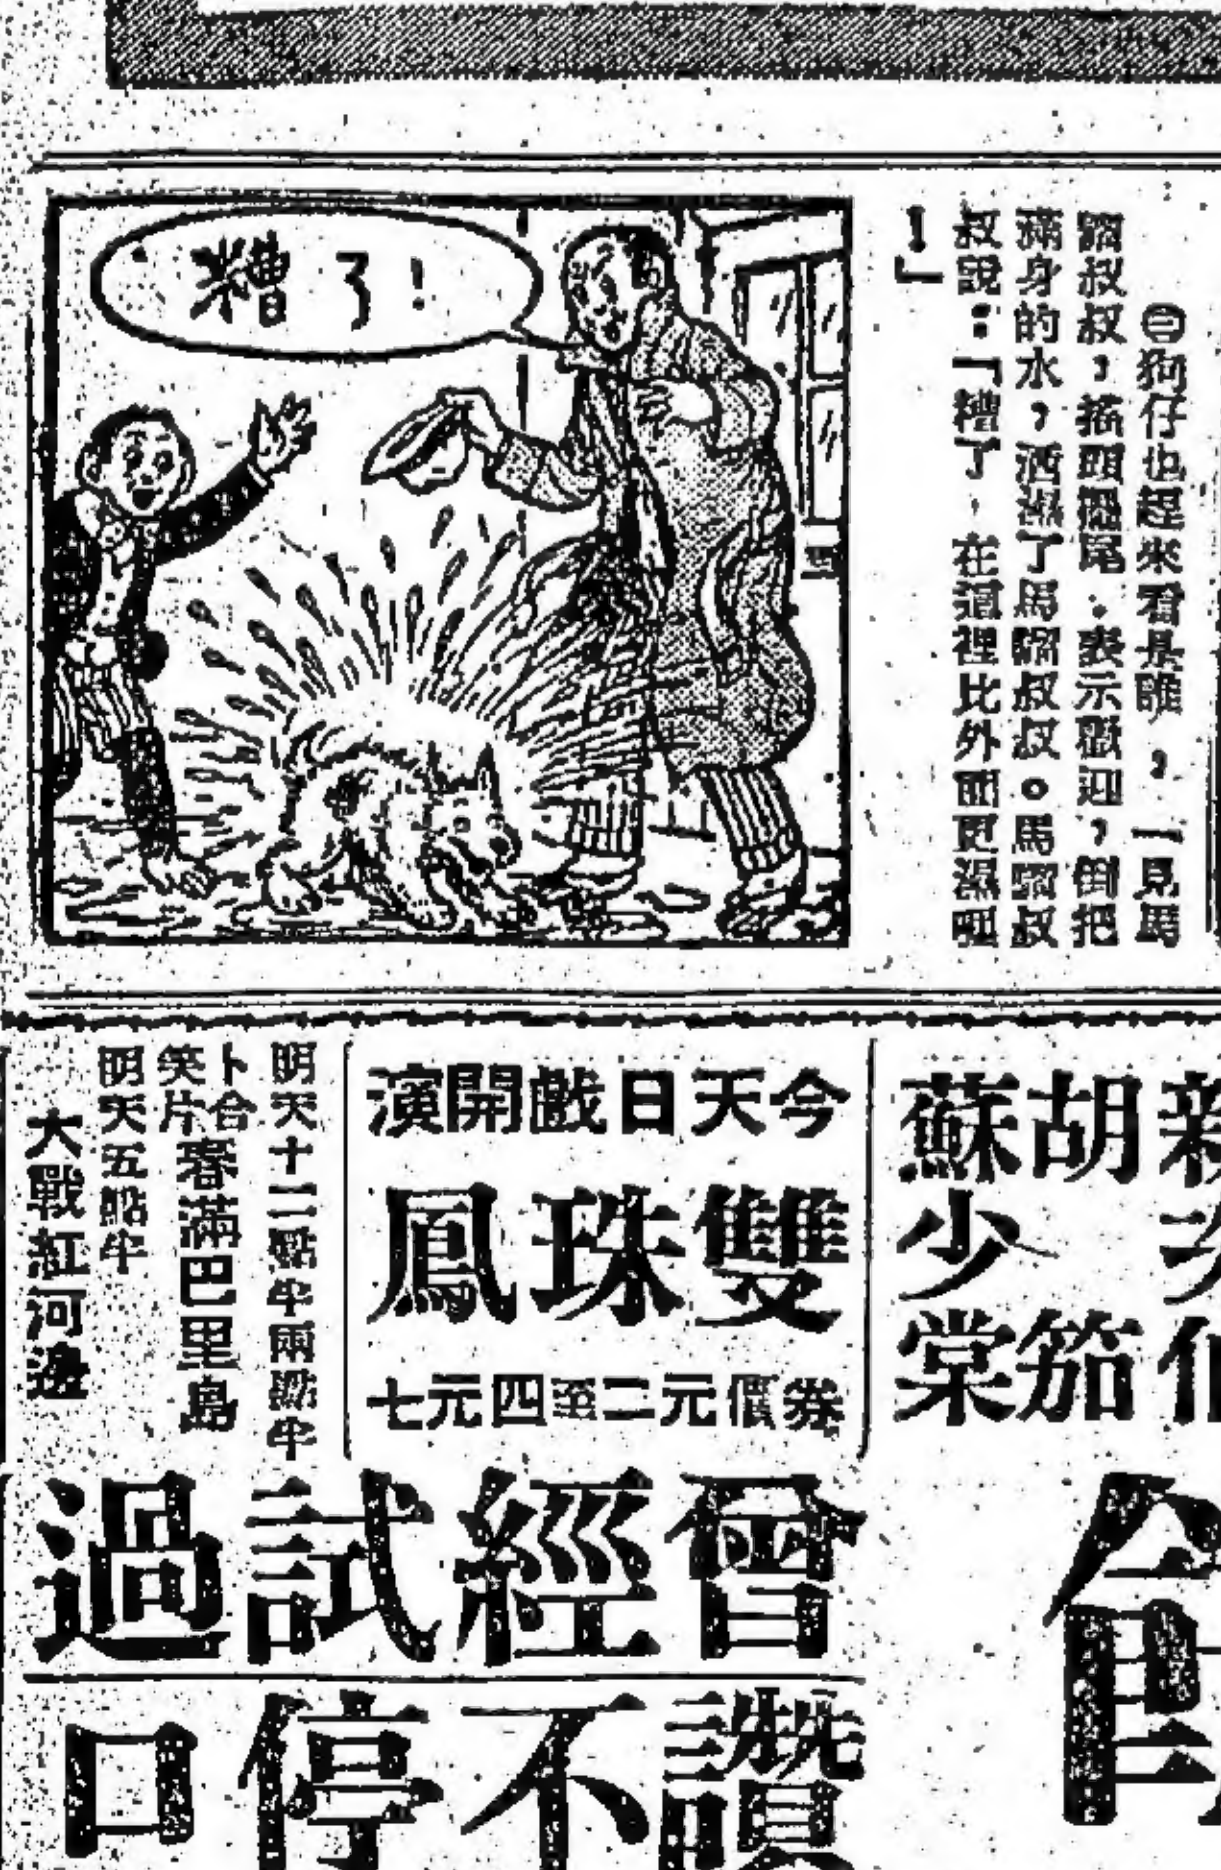 糟了!
㊂狗仔也趕來看是誰，一見馬
騮叔叔，搖頭擺尾．表示歡迎，倒把
滿身的水，洒濕了馬騮叔叔。馬騮叔
叔說：「糟了，在這裡比外面更濕喱
！」
胡
笳
蘇少棠
今天日戲開演
雙珠鳳
券價元二至四元七
明天十二點半兩點半
卜合
笑片
春滿巴里島
明天五點半
大戰紅河邊
曾經試過
讚不停口